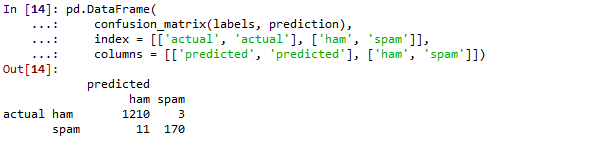 In [14]: pd.DataFrame(
    ...:     confusion_matrix(labels, prediction),
    ...:     index = [['actual', 'actual'], ['ham', 'spam']],
    ...:     columns = [['predicted', 'predicted'], ['ham', 'spam']])
Out[14]:
            predicted
                  ham spam
actual ham       1210    3
       spam        11  170